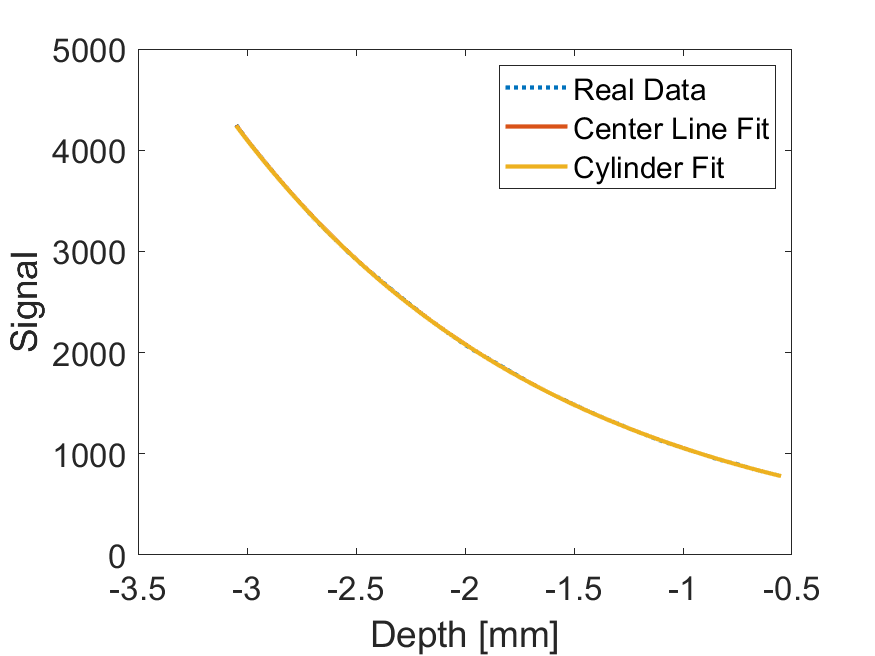 5000
4000
3000
2000
1000
0
Signal
Real Data
Center Line Fit
Cylinder Fit
-3.5 -3 -2.5 -2 -1.5 -1 -0.5
Depth [mm]